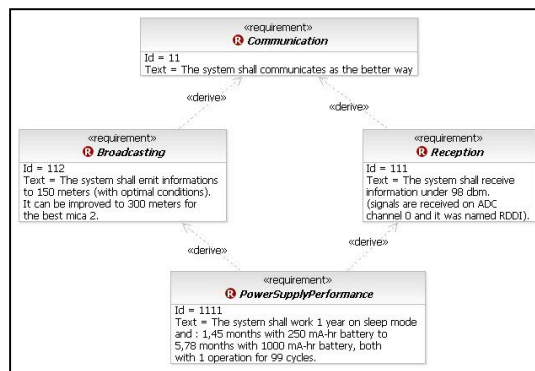 «requirement»
R Communication
Id = 11
Text = The system shall communicates as the better way
«derive»
«derive»
«requirement»
R Broadcasting
Id = 112
Text = The system shall emit informations
to 150 meters (with optimal conditions).
It can be improved to 300 meters for
the best mica 2.
«requirement»
R Reception
Id = 111
Text = The system shall receive
information under 98 dbm.
(signals are received on ADC
channel 0 and it was named RDDI).
«derive»
«derive»
«requirement»
R PowerSupplyPerformance
Id = 1111
Text = The system shall work 1 year on sleep mode
and : 1,45 months with 250 mA-hr battery to
5,78 months with 1000 mA-hr battery, both
with 1 operation for 99 cycles.